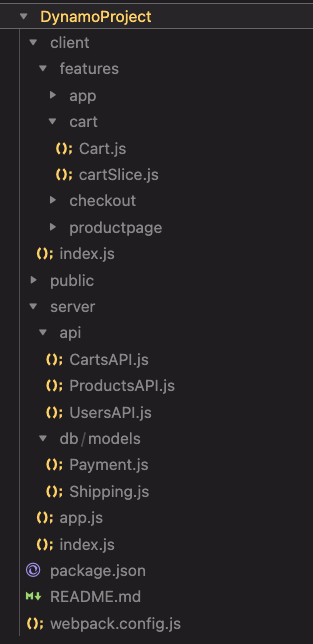 DynamoProject
client
features
app
cart
Cart.js
cartSlice.js
checkout
productpage
index.js
public
server
api
CartsAPI.js
ProductsAPI.js
UsersAPI.js
db/models
Payment.js
Shipping.js
app.js
index.js
package.json
README.md
webpack.config.js